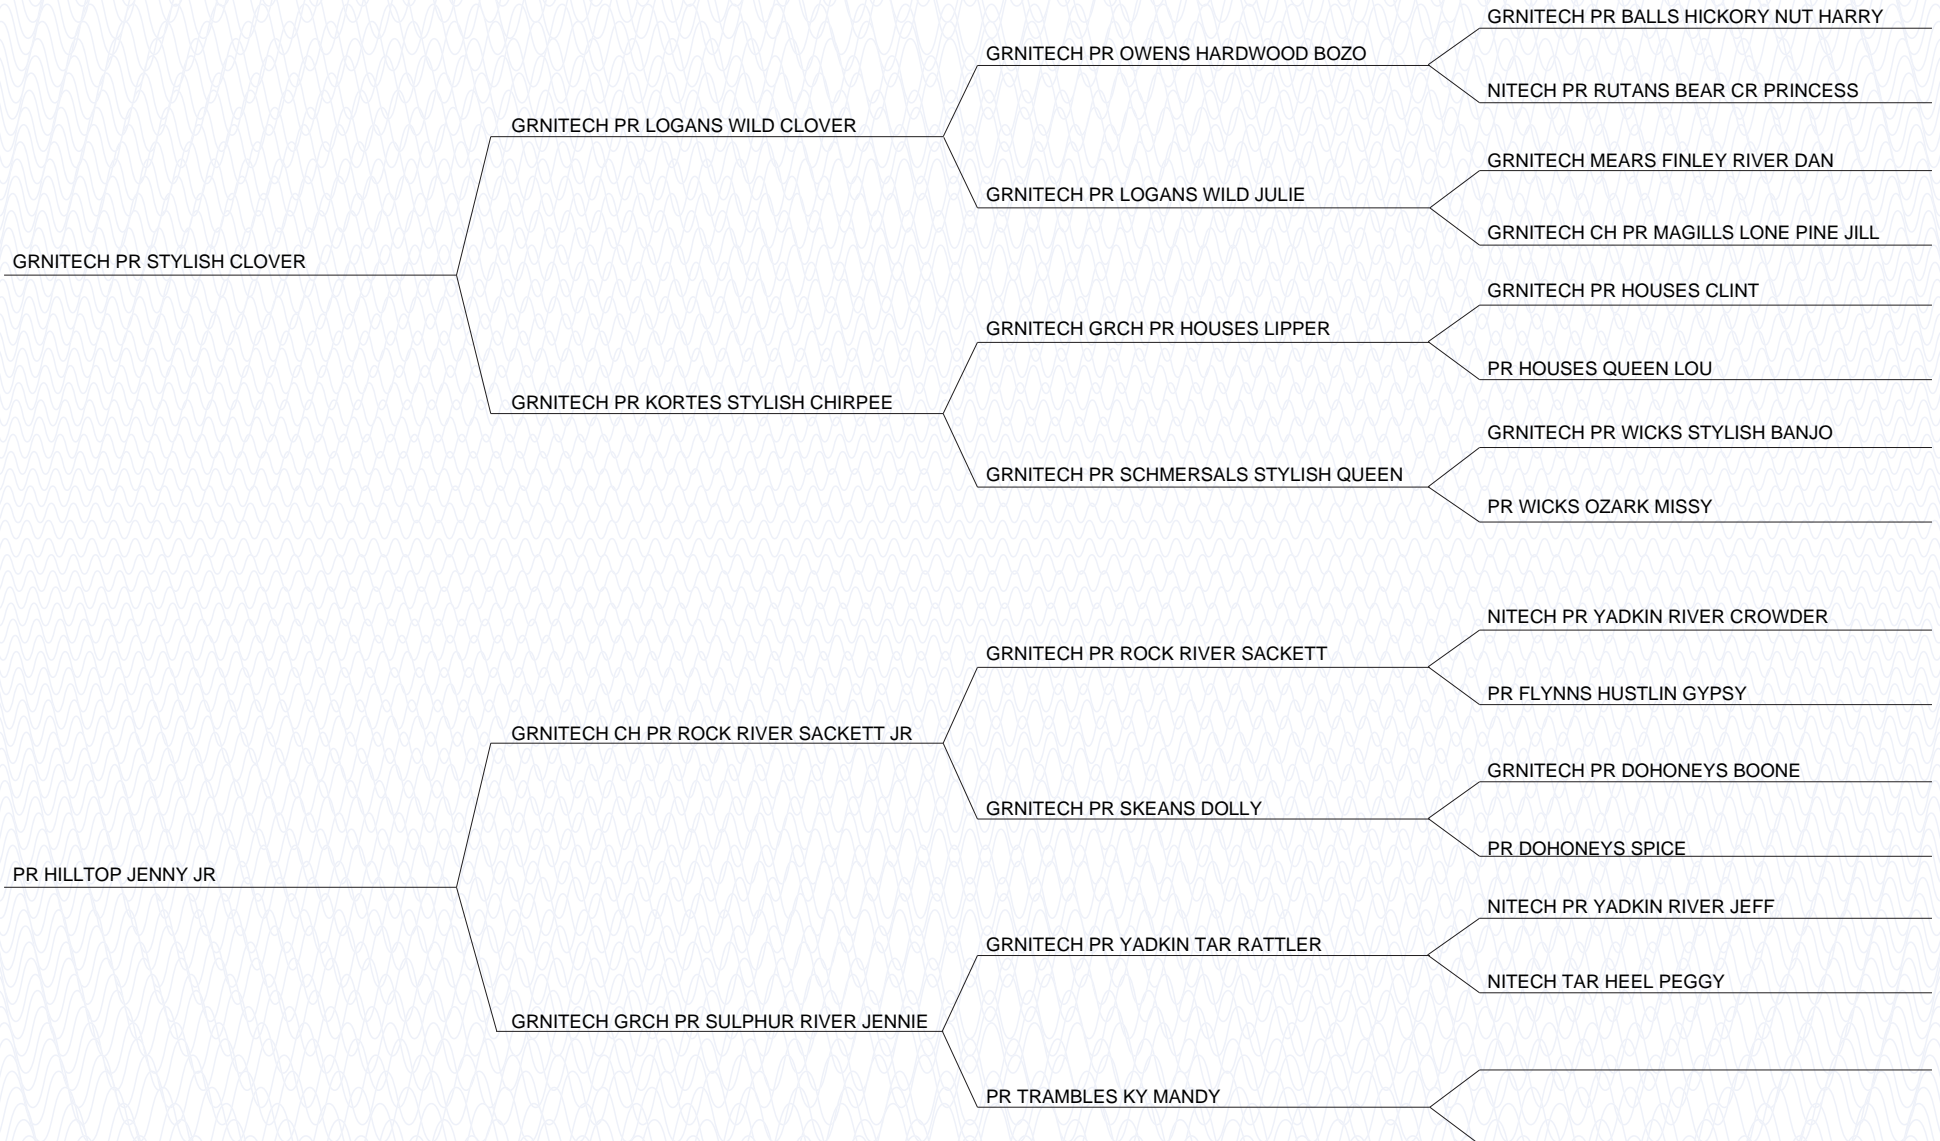 GRNITECH PR BALLS HICKORY NUT HARRY
GRNITECH PR OWENS HARDWOOD BOZO
NITECH PR RUTANS BEAR CR PRINCESS
GRNITECH PR LOGANS WILD CLOVER
GRNITECH MEARS FINLEY RIVER DAN
GRNITECH PR LOGANS WILD JULIE
GRNITECH CH PR MAGILLS LONE PINE JILL
GRNITECH PR STYLISH CLOVER
GRNITECH PR HOUSES CLINT
GRNITECH GRCH PR HOUSES LIPPER
PR HOUSES QUEEN LOU
GRNITECH PR KORTES STYLISH CHIRPEE
GRNITECH PR WICKS STYLISH BANJO
GRNITECH PR SCHMERSALS STYLISH QUEEN
PR WICKS OZARK MISSY
NITECH PR YADKIN RIVER CROWDER
GRNITECH PR ROCK RIVER SACKETT
PR FLYNNS HUSTLIN GYPSY
GRNITECH CH PR ROCK RIVER SACKETT JR
GRNITECH PR DOHONEYS BOONE
GRNITECH PR SKEANS DOLLY
PR DOHONEYS SPICE
PR HILLTOP JENNY JR
NITECH PR YADKIN RIVER JEFF
GRNITECH PR YADKIN TAR RATTLER
NITECH TAR HEEL PEGGY
GRNITECH GRCH PR SULPHUR RIVER JENNIE
PR TRAMBLES KY MANDY